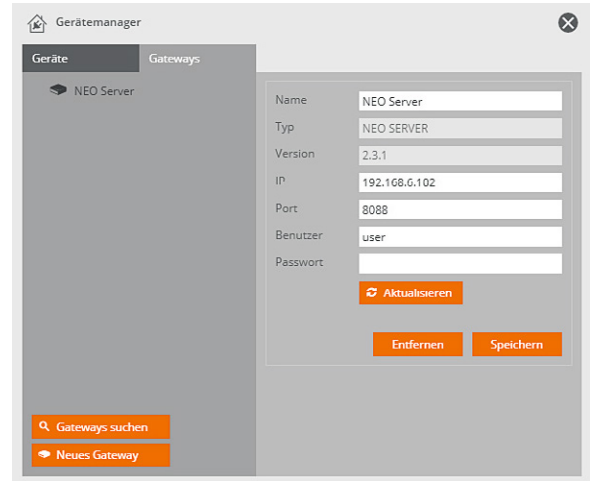 Gerätemanager
Geräte
Gateways
NEO Server
Name NEO Server
Typ NEO SERVER
Version 2.3.1
IP 192.168.6.102
Port 8088
Benutzer user
Passwort
Aktualisieren
Entfernen Speichern
Gateways suchen
Neues Gateway